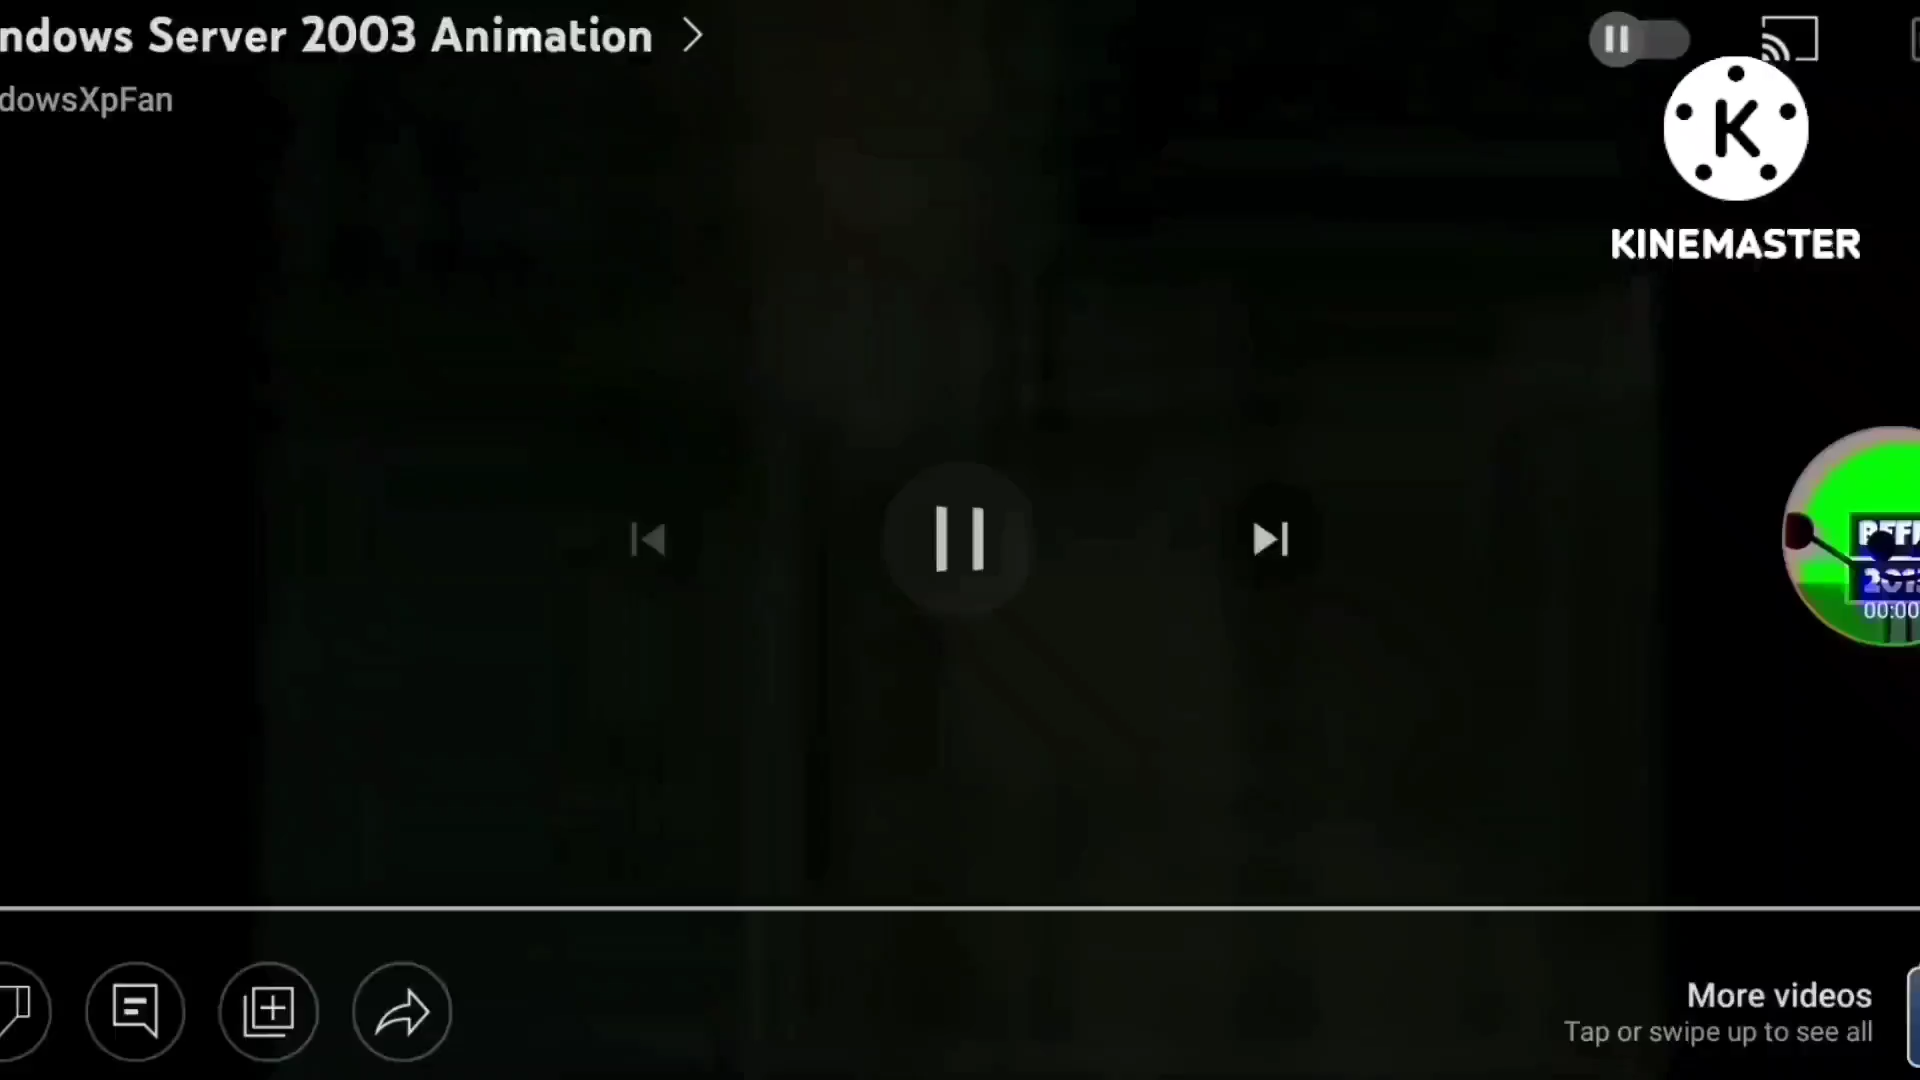 ndows Server 2003 Animation
dowsXpFan
K
KINEMASTER
00:00
More videos
Tap or swipe up to see all